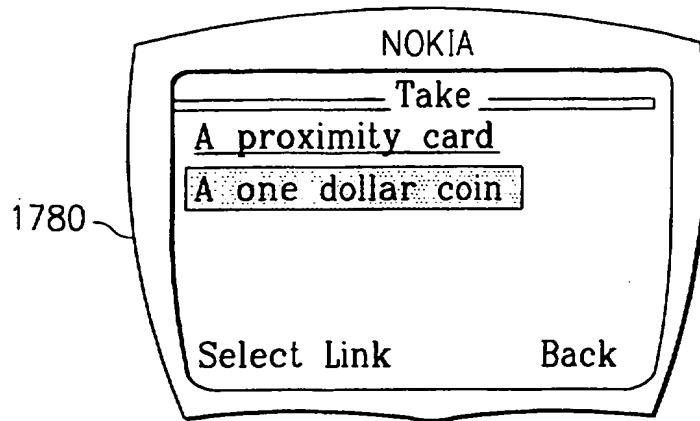 NOKIA
Take
A proximity card
A one dollar coin
1780
Select Link Back